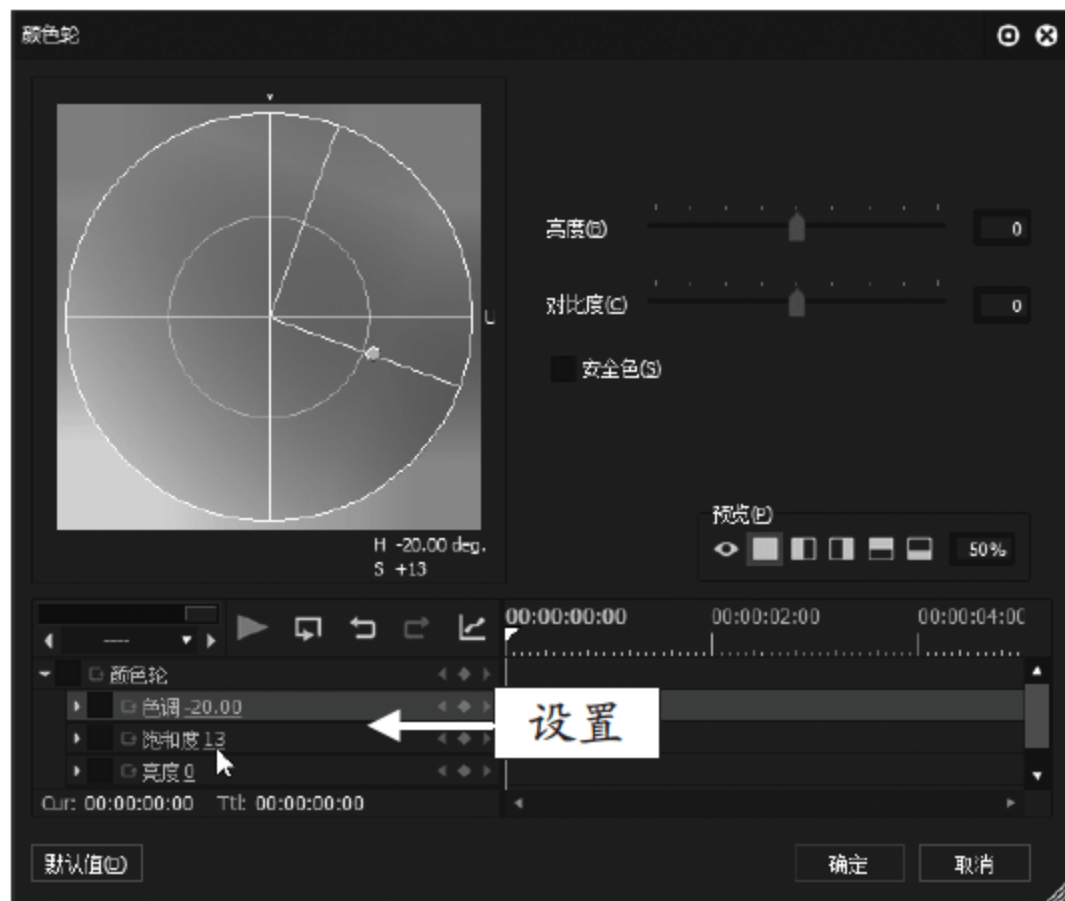 颜色轮
U
亮度(B) 0
对比度(C) 0
安全色(S)
H -20.00 deg.
S +13
预览(P)
50%
00:00:00:00 00:00:02:00 00:00:04:00
颜色轮
色调 -20.00
设置
饱和度 13
亮度 0
Cur: 00:00:00:00 Ttl: 00:00:00:00
默认值(D) 确定 取消